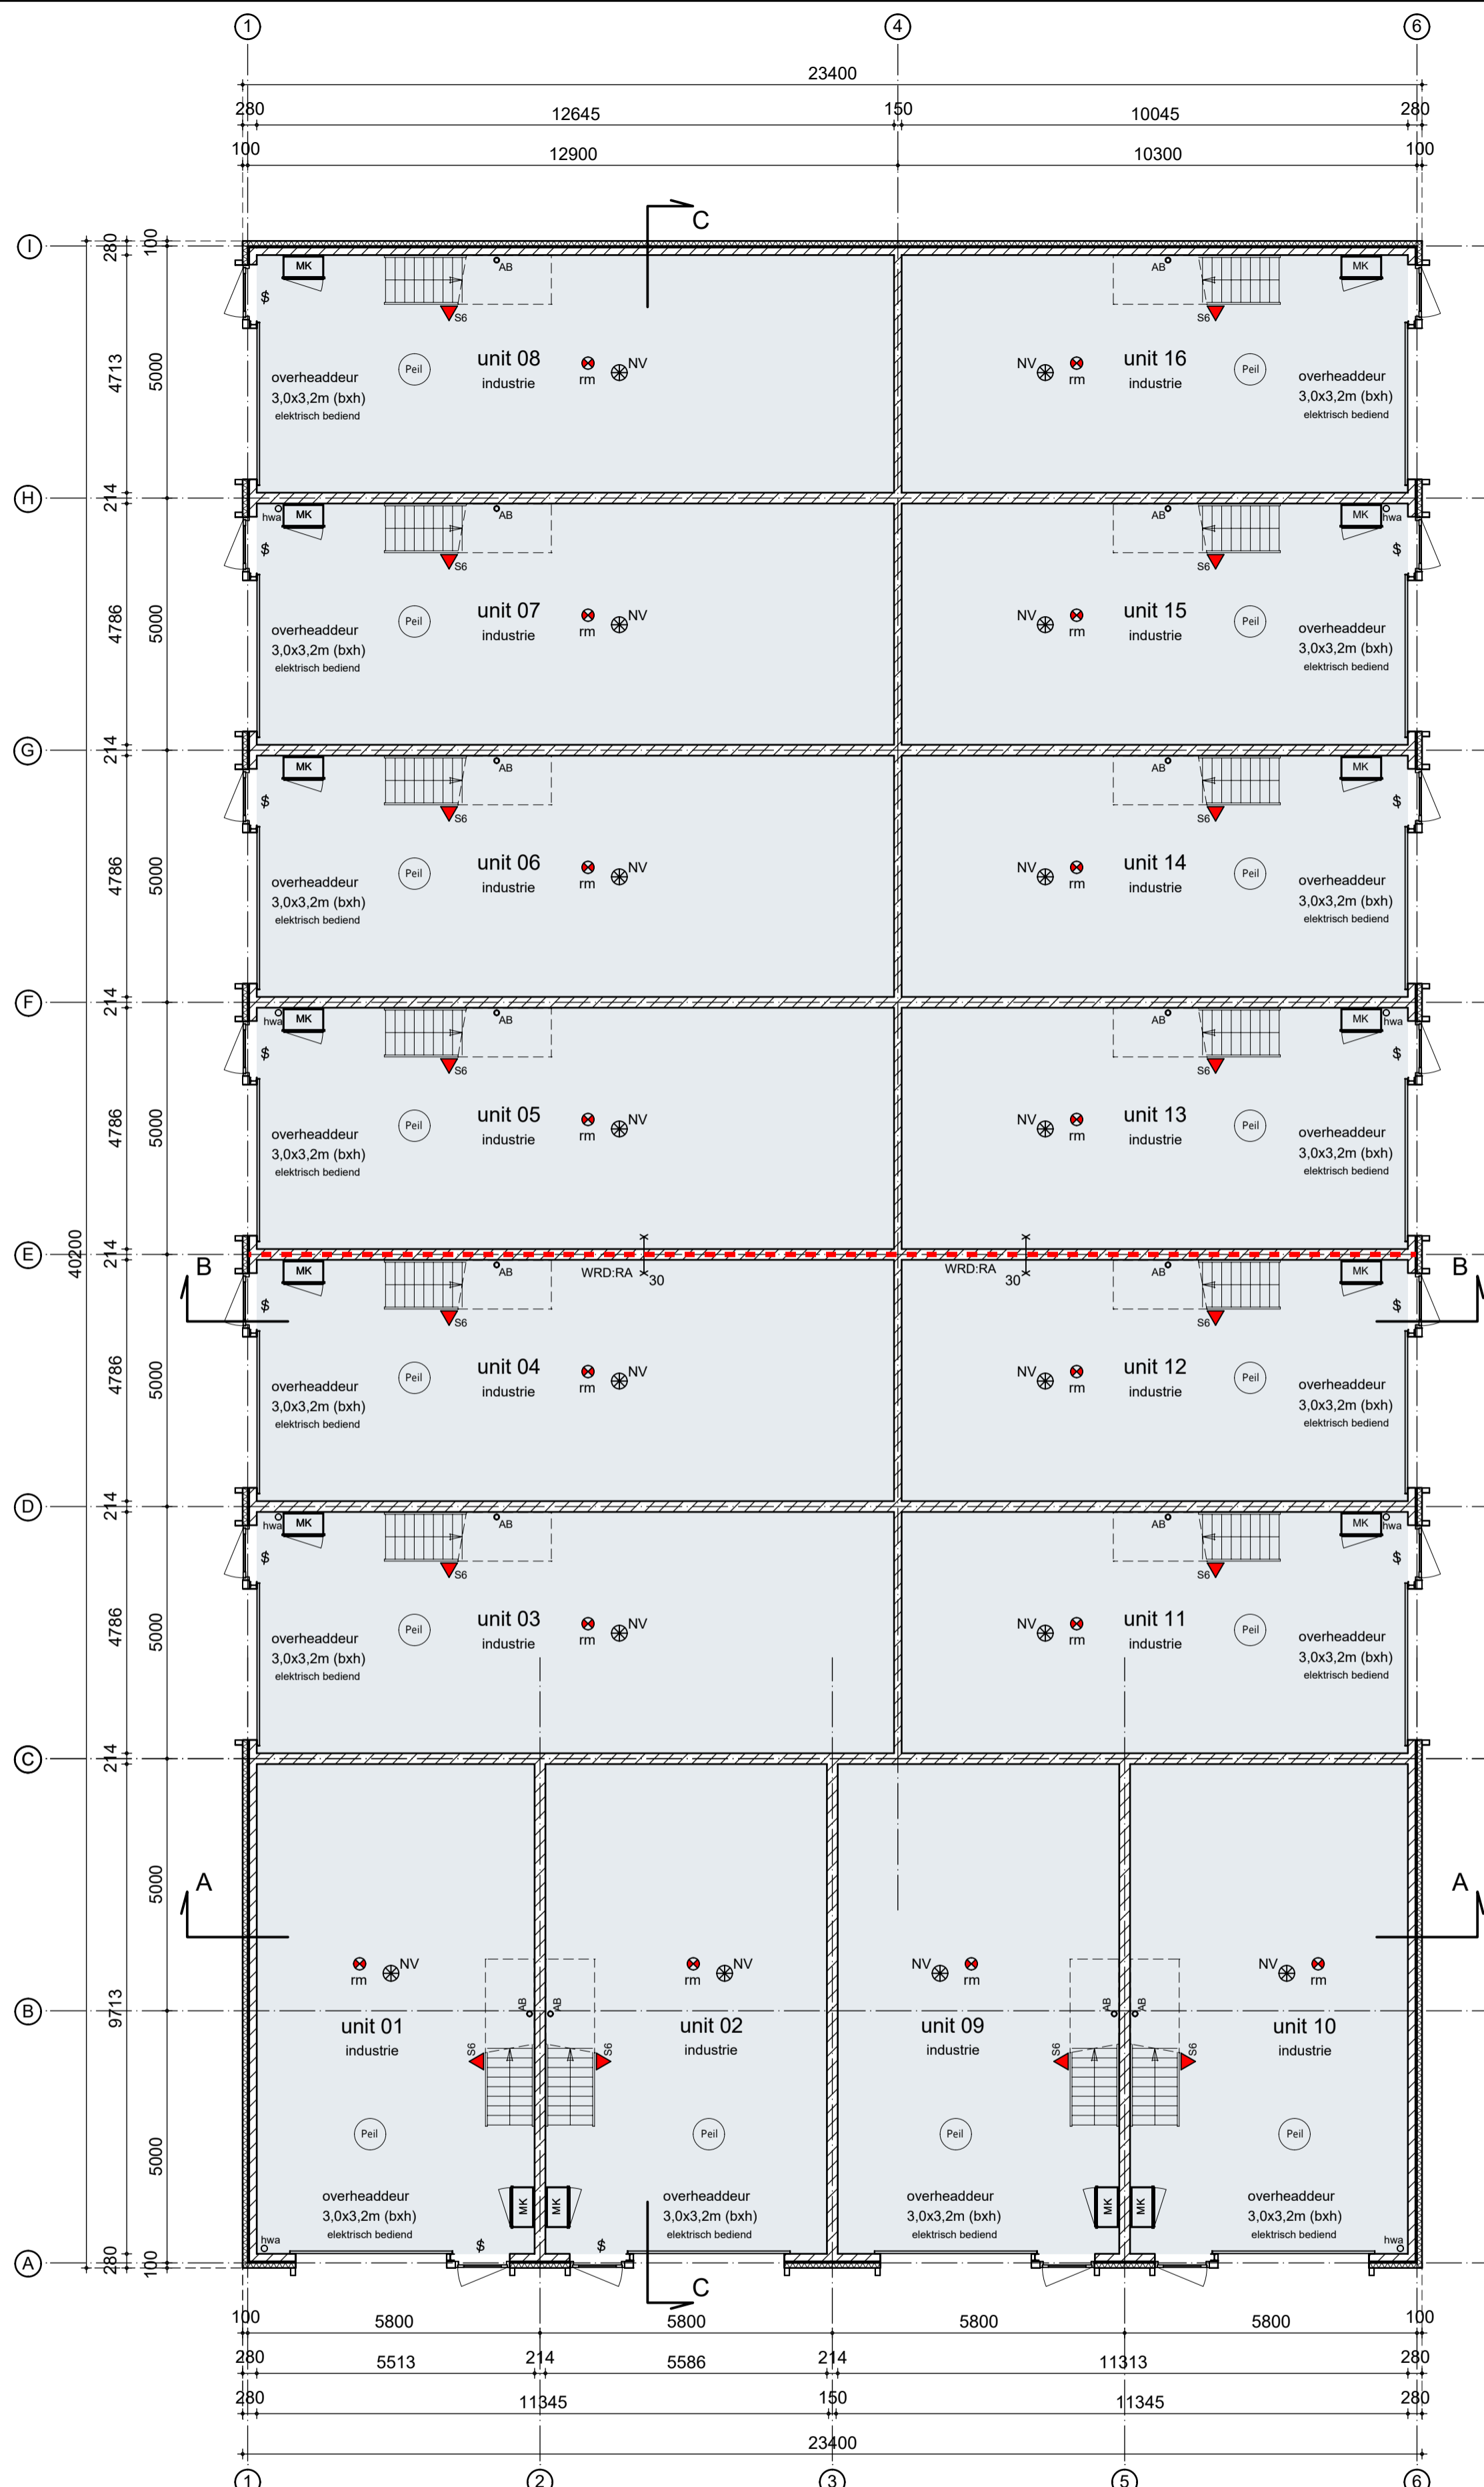 1 4 6
23400
280 12645 150 10045 280
100 12900 10300 100
C
I 280 100
MK AB AB MK
$
S6 S6
4713 5000
Peil unit 08 NV NV unit 16 Peil
industrie rm rm industrie
overheaddeur overheaddeur
3,0x3,2m (bxh) 3,0x3,2m (bxh)
elektrisch bediend elektrisch bediend
H 214
hwa MK AB AB MK hwa
$ $
S6 S6
4786 5000
Peil unit 07 NV NV unit 15 Peil
industrie rm rm industrie
overheaddeur overheaddeur
3,0x3,2m (bxh) 3,0x3,2m (bxh)
elektrisch bediend elektrisch bediend
G 214
MK AB AB MK
$ $
S6 S6
4786 5000
Peil unit 06 NV NV unit 14 Peil
industrie rm rm industrie
overheaddeur overheaddeur
3,0x3,2m (bxh) 3,0x3,2m (bxh)
elektrisch bediend elektrisch bediend
F 214
hwa MK AB AB MK hwa
$ $
S6 S6
4786 5000
Peil unit 05 NV NV unit 13 Peil
industrie rm rm industrie
overheaddeur overheaddeur
3,0x3,2m (bxh) 3,0x3,2m (bxh)
elektrisch bediend elektrisch bediend
40200
E 214
WRD:RA 30 WRD:RA 30
B B
MK AB AB MK
$ $
S6 S6
4786 5000
Peil unit 04 NV NV unit 12 Peil
industrie rm rm industrie
overheaddeur overheaddeur
3,0x3,2m (bxh) 3,0x3,2m (bxh)
elektrisch bediend elektrisch bediend
D 214
hwa MK AB AB MK hwa
$ $
S6 S6
4786 5000
Peil unit 03 NV NV unit 11 Peil
industrie rm rm industrie
overheaddeur overheaddeur
3,0x3,2m (bxh) 3,0x3,2m (bxh)
elektrisch bediend elektrisch bediend
C 214
5000
A A
NV NV NV NV
rm rm rm rm
B 9713
AB AB AB AB
unit 01 unit 02 unit 09 unit 10
industrie industrie industrie industrie
S6 S6 S6 S6
Peil Peil Peil Peil
5000
MK MK MK MK
overheaddeur overheaddeur overheaddeur overheaddeur
3,0x3,2m (bxh) 3,0x3,2m (bxh) 3,0x3,2m (bxh) 3,0x3,2m (bxh)
elektrisch bediend elektrisch bediend elektrisch bediend elektrisch bediend
hwa $ $ hwa
A 280 100
C
100 5800 5800 5800 5800 100
280 5513 214 5586 214 11313 280
280 11345 150 11345 280
23400
1 2 3 5 6